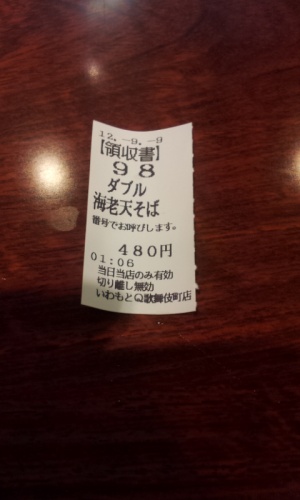 12.-9.-9
【領収書】
98
ダブル
海老天そば
番号でお呼びします。
480円
01:06
当日当店のみ有効
切り離し無効
いわもとQ歌舞伎町店